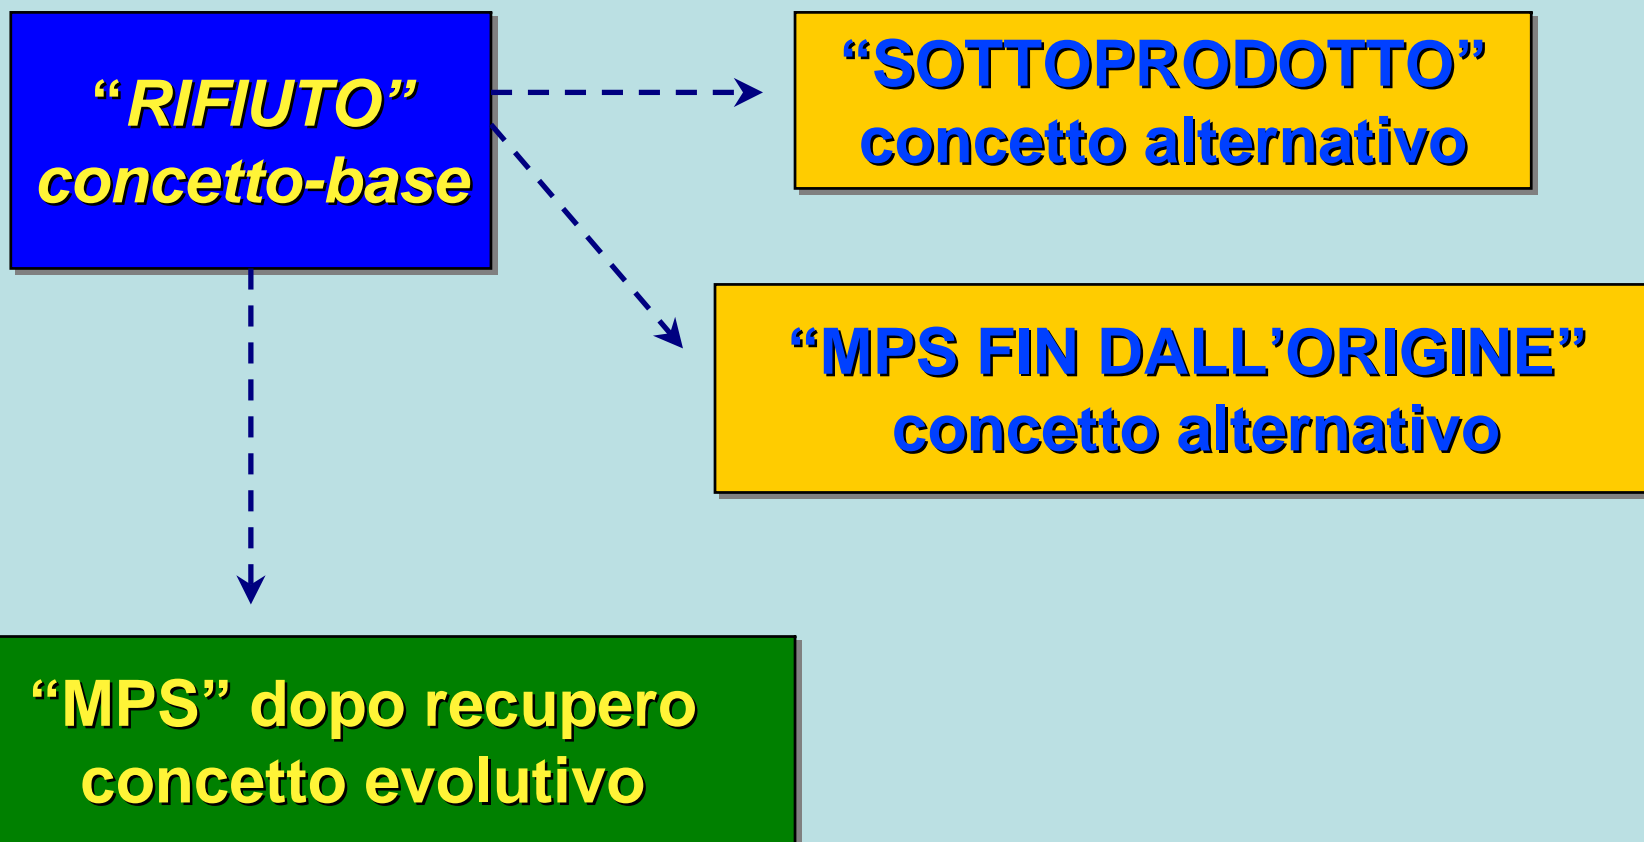 “RIFIUTO”
concetto-base
“SOTTOPRODOTTO”
concetto alternativo
“MPS FIN DALL’ORIGINE”
concetto alternativo
“MPS” dopo recupero
concetto evolutivo